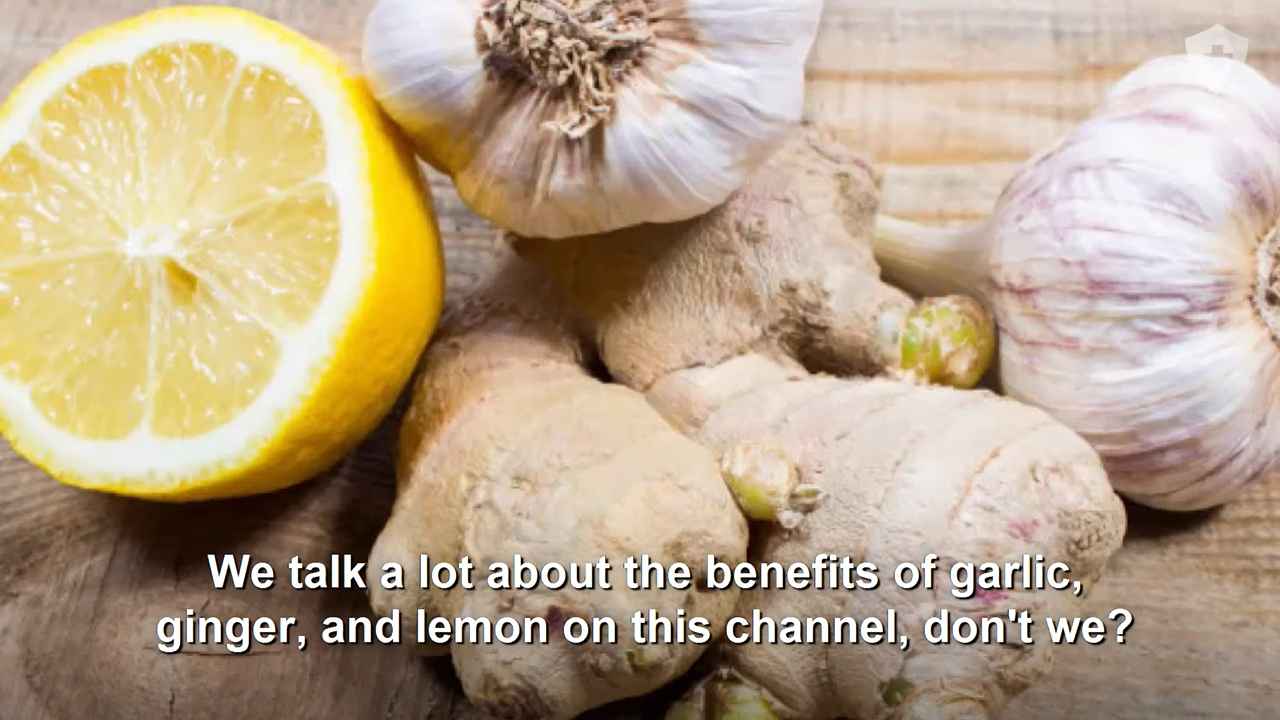 We talk a lot about the benefits of garlic,
ginger, and lemon on this channel, don't we?